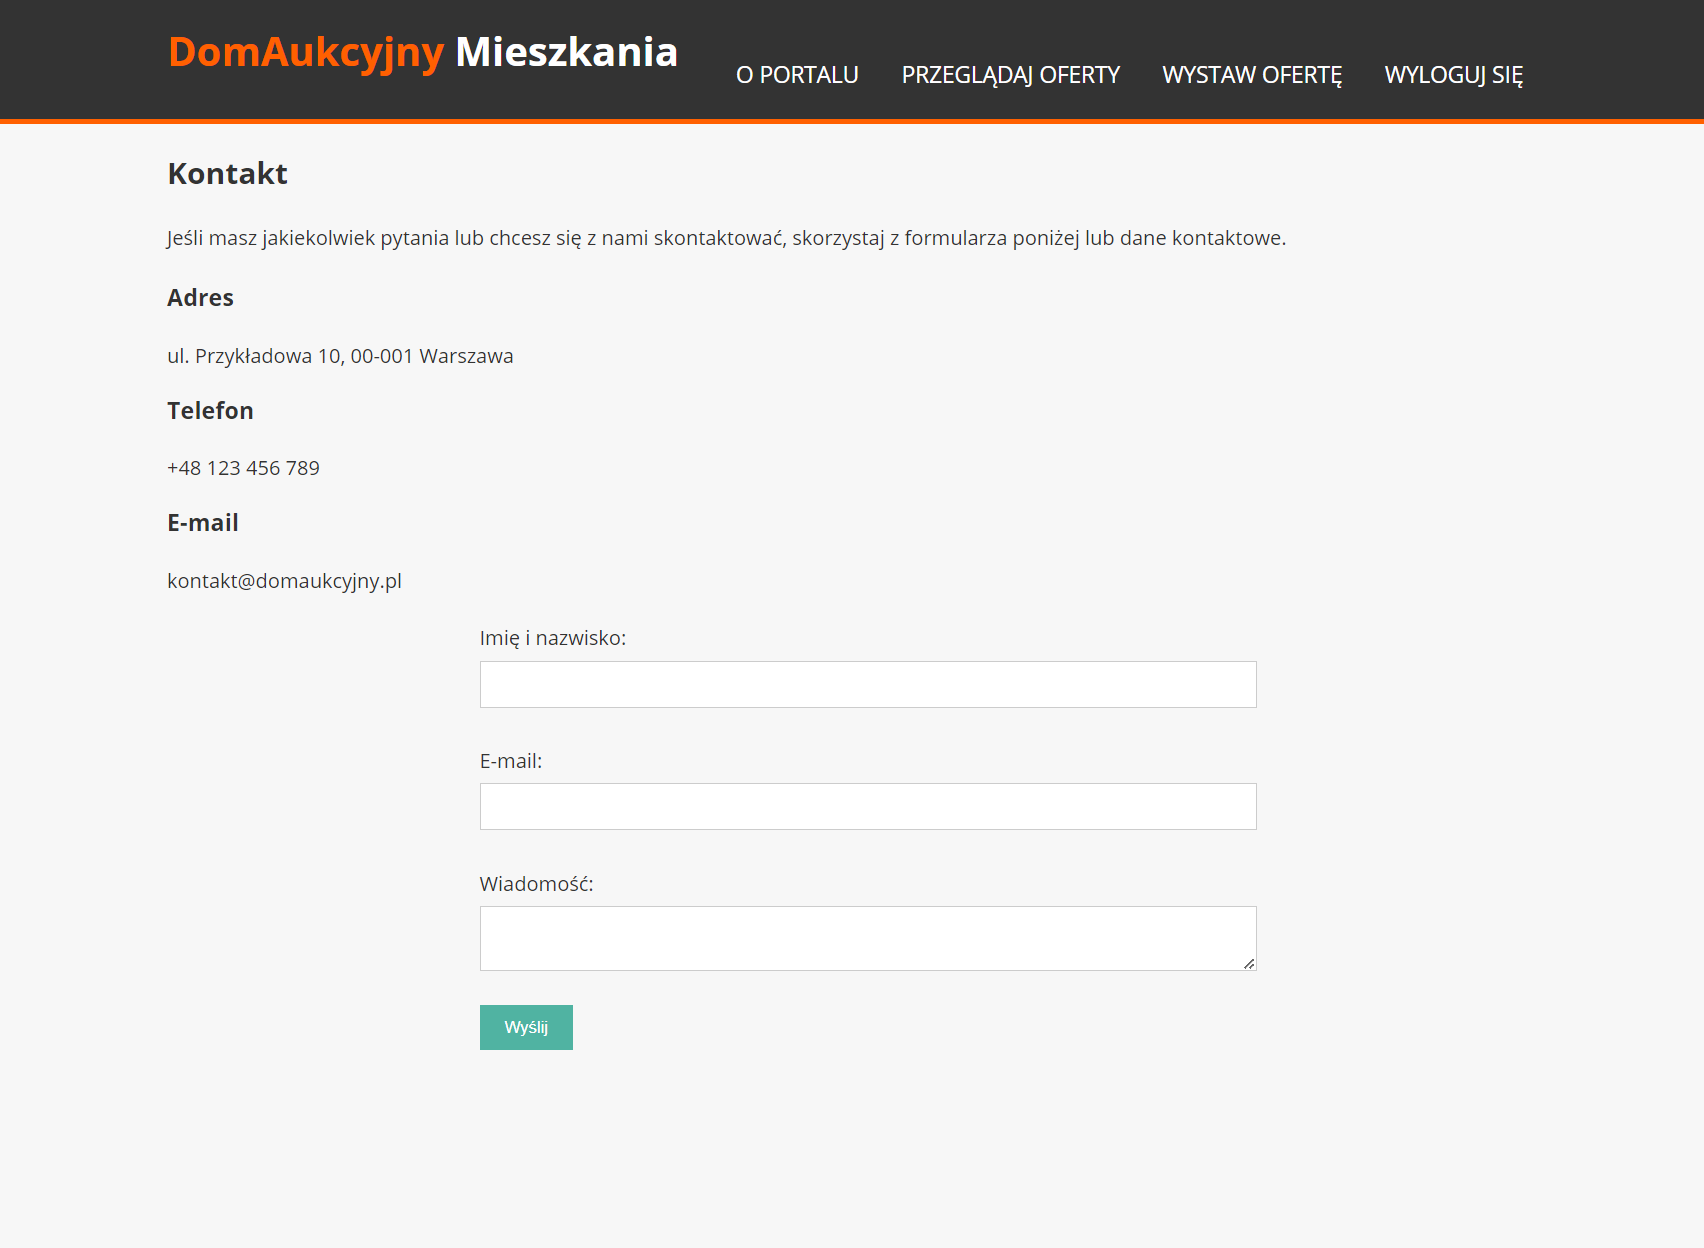 DomAukcyjny Mieszkania
O PORTALU PRZEGLĄDAJ OFERTY WYSTAW OFERTĘ WYLOGUJ SIĘ
Kontakt
Jeśli masz jakiekolwiek pytania lub chcesz się z nami skontaktować, skorzystaj z formularza poniżej lub dane kontaktowe.
Adres
ul. Przykładowa 10, 00-001 Warszawa
Telefon
+48 123 456 789
E-mail
kontakt@domaukcyjny.pl
Imię i nazwisko:
E-mail:
Wiadomość:
Wyślij